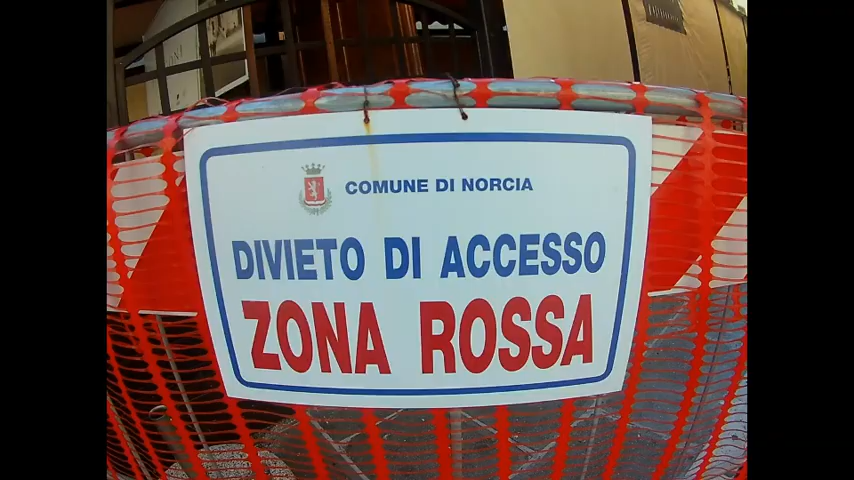 COMUNE DI NORCIA
DIVIETO DI ACCESSO
ZONA ROSSA